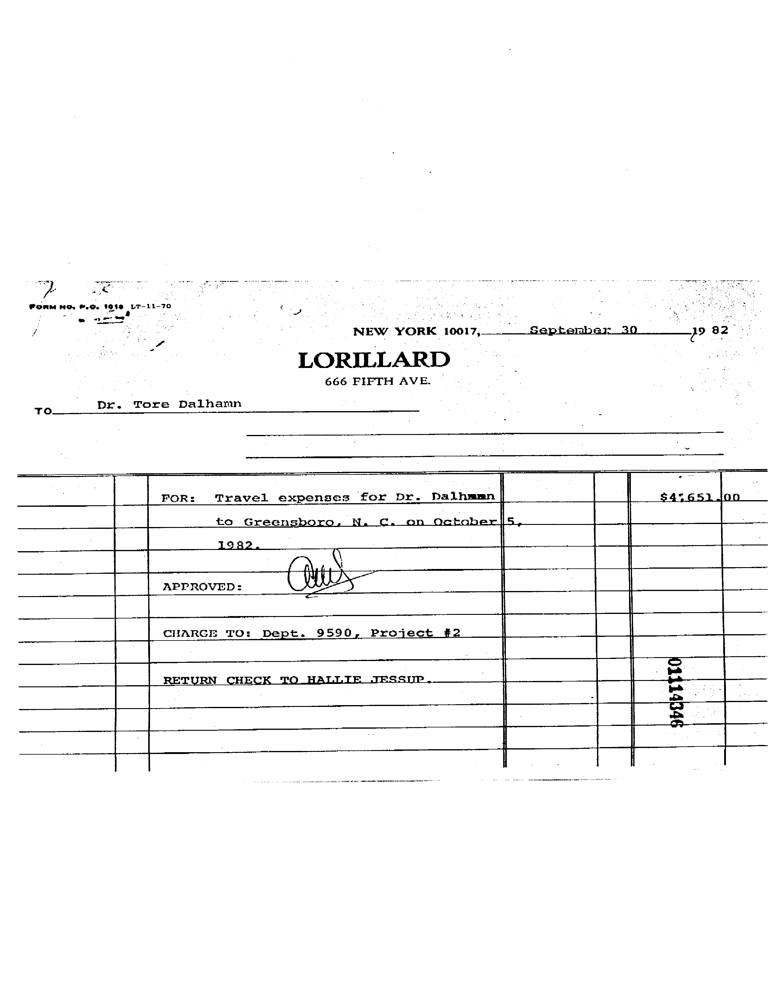 FORM NO. P.O. 1018 LT-11-70
NEW YORK 10017, September 30 19 82
LORILLARD
666 FIFTH AVE.
TO Dr. Tore Dalhamn
FOR: Travel expenses for Dr. Dalhamn $4,651.00
to Greensboro, N. C. on October 5,
1982.
APPROVED:
CHARGE TO: Dept. 9590, Project #2
RETURN CHECK TO HALLIE JESSUP.
01114346